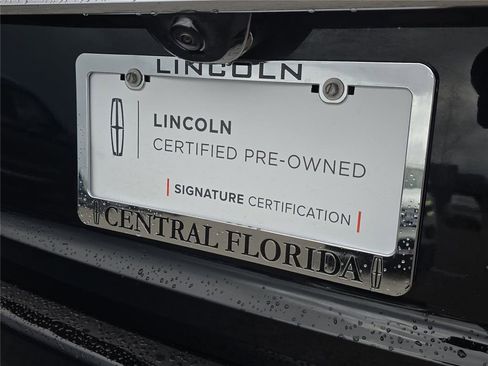 LINCOLN
LINCOLN
CERTIFIED PRE-OWNED
SIGNATURE CERTIFICATION
CENTRAL FLORIDA